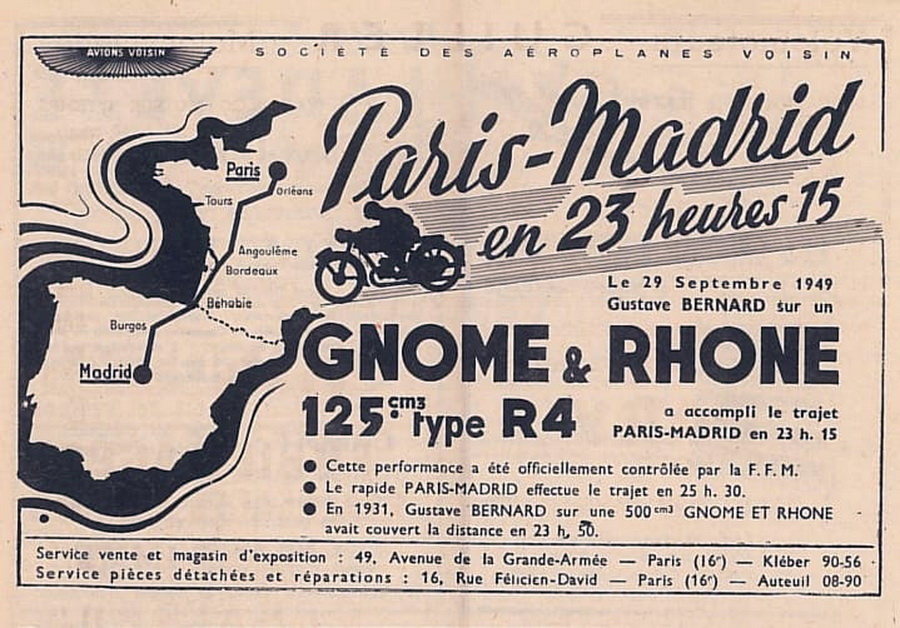 AVIONS VOISIN
SOCIÉTÉ DES AÉROPLANES VOISIN
Paris-Madrid
en 23 heures 15
Paris
Orléans
Tours
Angoulême
Bordeaux
Béhobie
Burgos
Madrid
Le 29 Septembre 1949
Gustave BERNARD sur un
GNOME & RHONE
125cm3 type R4
a accompli le trajet
PARIS-MADRID en 23 h. 15
● Cette performance a été officiellement contrôlée par la F. F. M.
● Le rapide PARIS-MADRID effectue le trajet en 25 h. 30.
● En 1931, Gustave BERNARD sur une 500cm3 GNOME ET RHONE
avait couvert la distance en 23 h, 50.
Service vente et magasin d'exposition : 49, Avenue de la Grande-Armée — Paris (16e) — Kléber 90-56
Service pièces détachées et réparations : 16, Rue Félicien-David — Paris (16e) — Auteuil 08-90